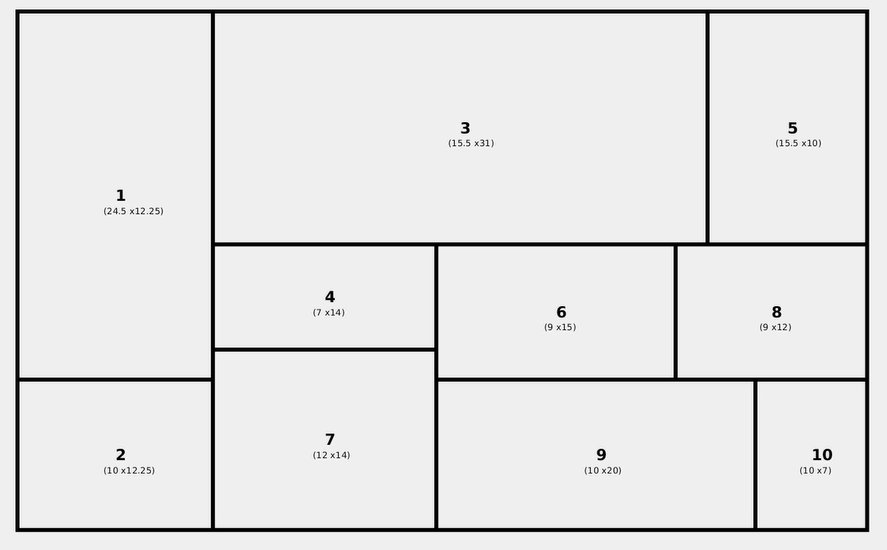 1
(24.5 x12.25)
2
(10 x12.25)
3
(15.5 x31)
4
(7 x14)
5
(15.5 x10)
6
(9 x15)
7
(12 x14)
8
(9 x12)
9
(10 x20)
10
(10 x7)